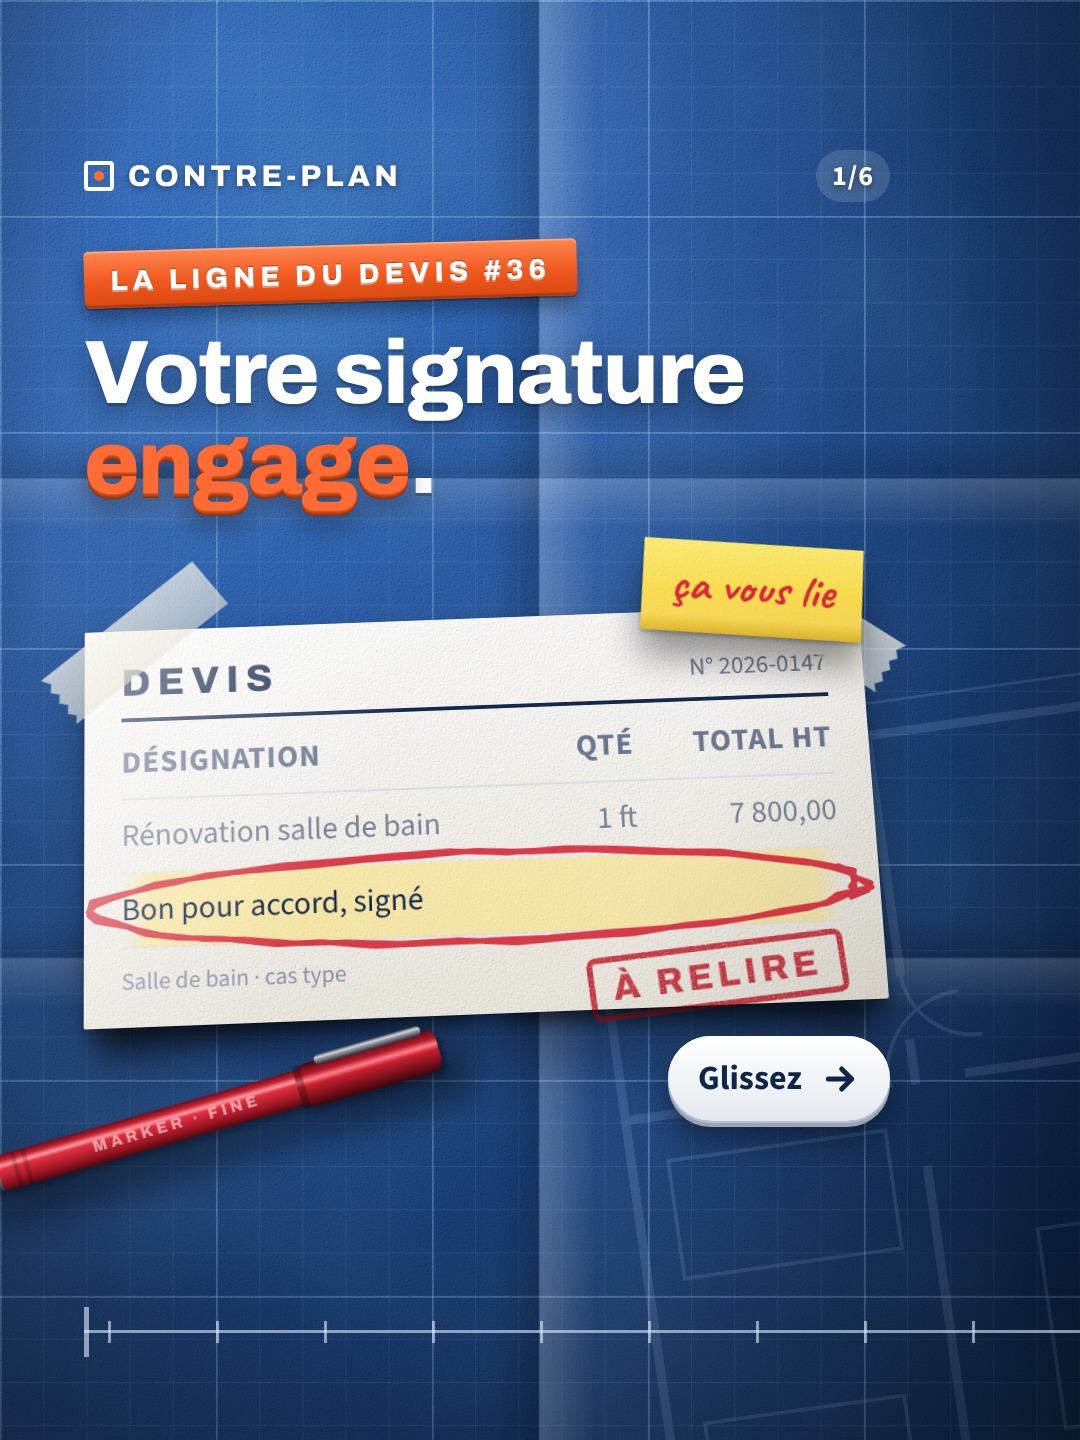 CONTRE-PLAN
1/6
LA LIGNE DU DEVIS #36
Votre signature
engage.
ça vous lie
DEVIS
N° 2026-0147
DÉSIGNATION QTÉ TOTAL HT
Rénovation salle de bain 1 ft 7 800,00
Bon pour accord, signé
Salle de bain · cas type
À RELIRE
Glissez
MARKER · FINE